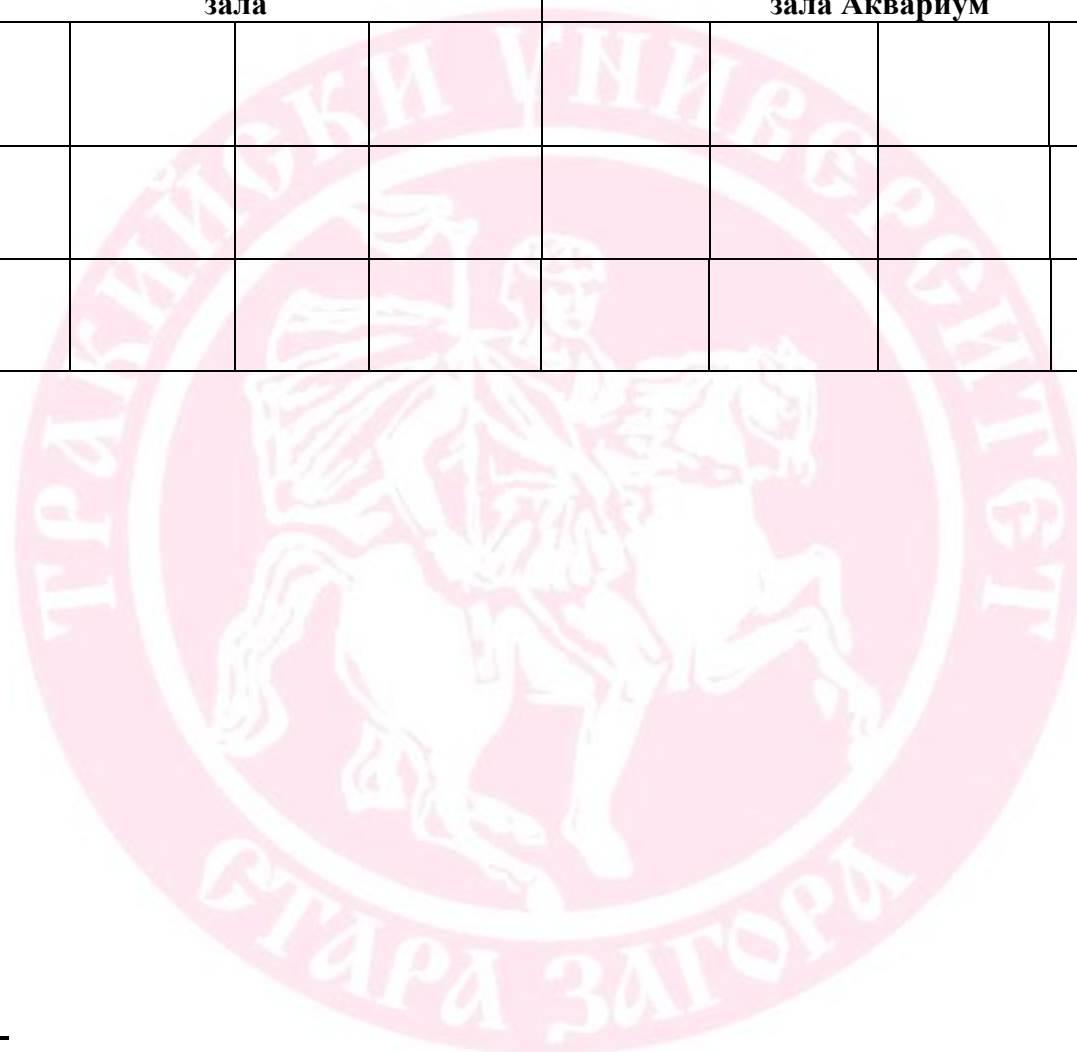 зала
зала Аквариум
ТРАКИЙСКИ УНИВЕРСИТЕТ
СТАРА ЗАГОРА